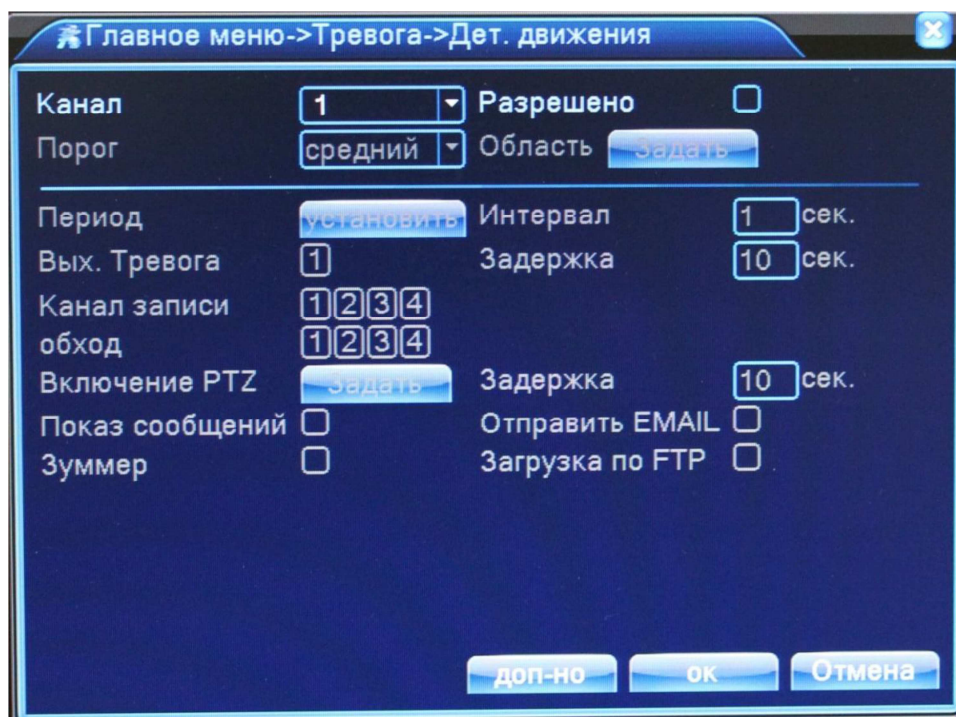 Главное меню->Тревога->Дет. движения
Канал 1 Разрешено
Порог средний Область Задать
Период установить Интервал 1 сек.
Вых. Тревога 1 Задержка 10 сек.
Канал записи 1 2 3 4
обход 1 2 3 4
Включение PTZ Задать Задержка 10 сек.
Показ сообщений Отправить EMAIL
Зуммер Загрузка по FTP
доп-но ок Отмена